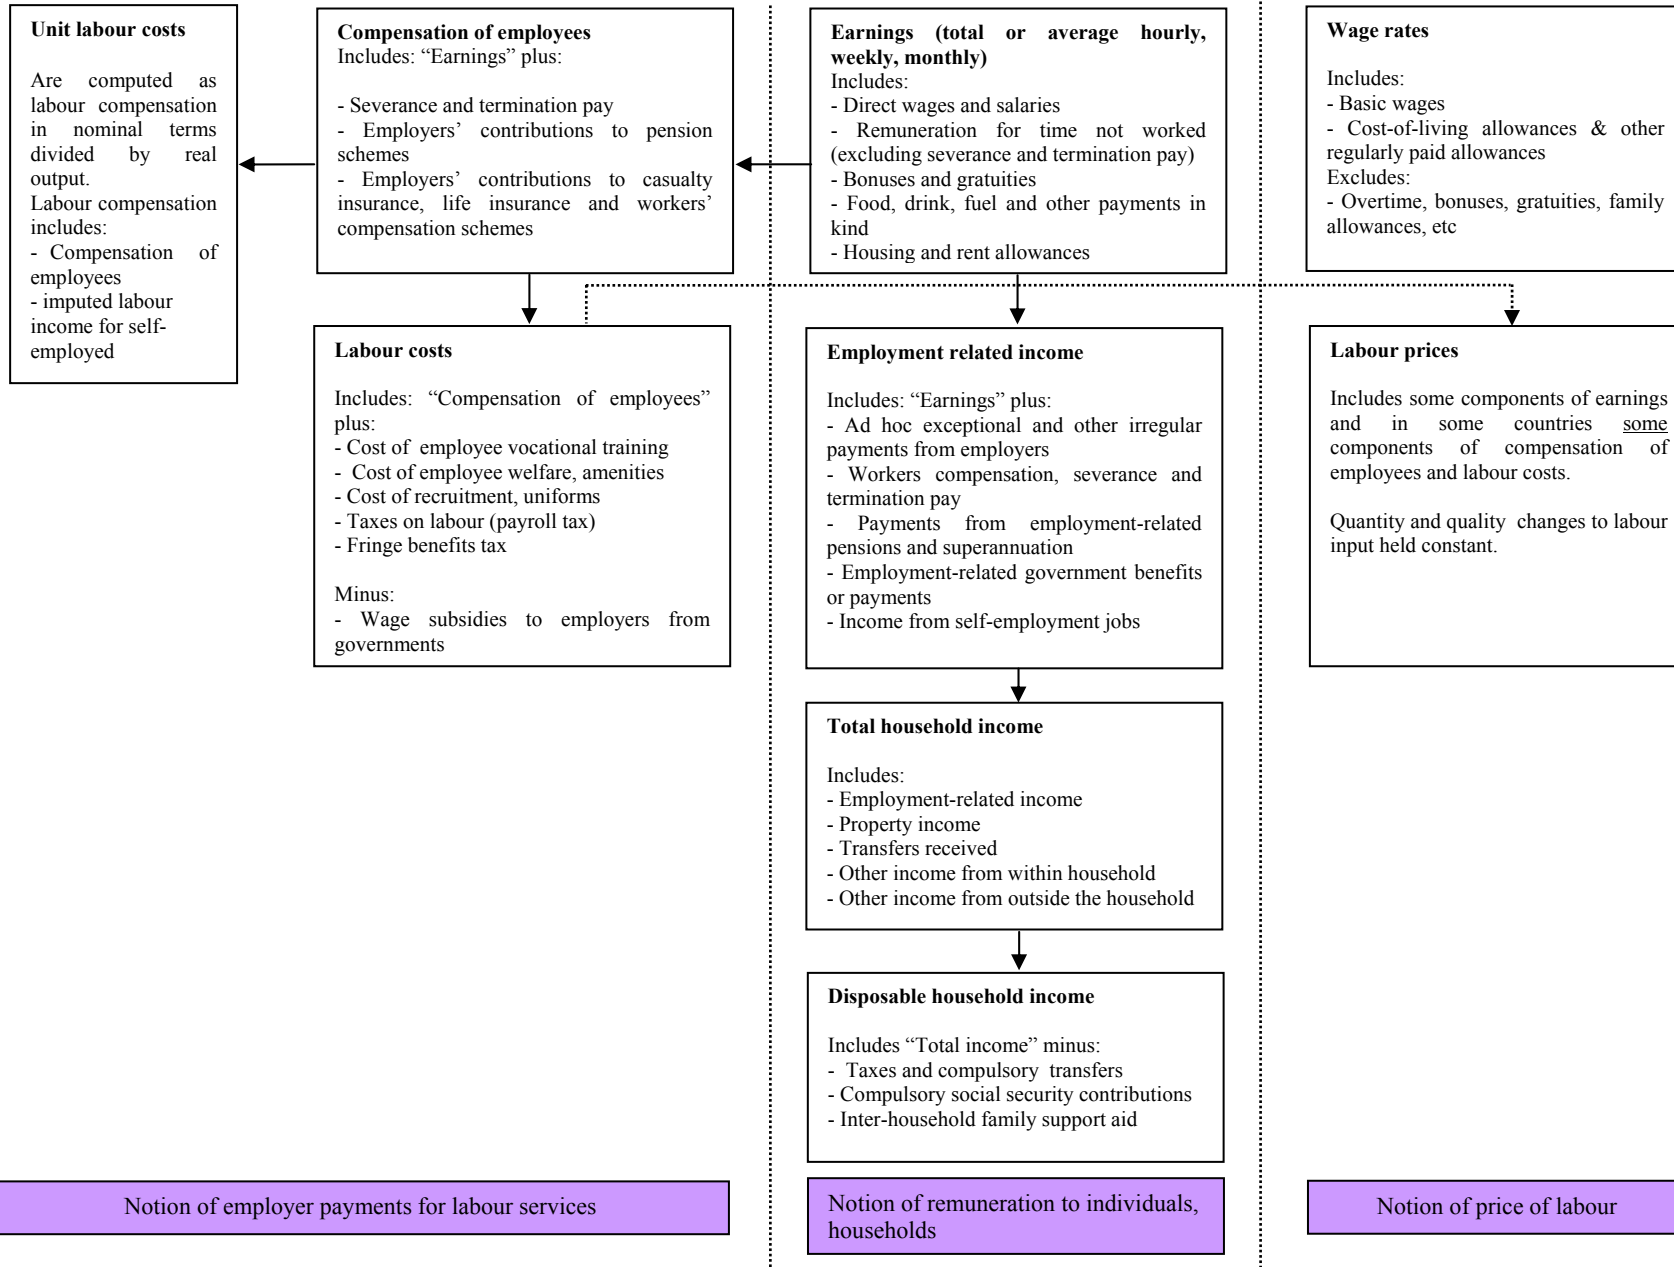 Unit labour costs
Are computed as
labour compensation
in nominal terms
divided by real
output.
Labour compensation
includes:
- Compensation of
employees
- imputed labour
income for self-
employed
Compensation of employees
Includes: “Earnings” plus:
- Severance and termination pay
- Employers’ contributions to pension
schemes
- Employers’ contributions to casualty
insurance, life insurance and workers’
compensation schemes
Earnings (total or average hourly,
weekly, monthly)
Includes:
- Direct wages and salaries
- Remuneration for time not worked
(excluding severance and termination pay)
- Bonuses and gratuities
- Food, drink, fuel and other payments in
kind
- Housing and rent allowances
Wage rates
Includes:
- Basic wages
- Cost-of-living allowances & other
regularly paid allowances
Excludes:
- Overtime, bonuses, gratuities, family
allowances, etc
Labour costs
Includes: “Compensation of employees”
plus:
- Cost of employee vocational training
- Cost of employee welfare, amenities
- Cost of recruitment, uniforms
- Taxes on labour (payroll tax)
- Fringe benefits tax
Minus:
- Wage subsidies to employers from
governments
Employment related income
Includes: “Earnings” plus:
- Ad hoc exceptional and other irregular
payments from employers
- Workers compensation, severance and
termination pay
- Payments from employment-related
pensions and superannuation
- Employment-related government benefits
or payments
- Income from self-employment jobs
Labour prices
Includes some components of earnings
and in some countries some
components of compensation of
employees and labour costs.
Quantity and quality changes to labour
input held constant.
Total household income
Includes:
- Employment-related income
- Property income
- Transfers received
- Other income from within household
- Other income from outside the household
Disposable household income
Includes “Total income” minus:
- Taxes and compulsory transfers
- Compulsory social security contributions
- Inter-household family support aid
Notion of employer payments for labour services
Notion of remuneration to individuals,
households
Notion of price of labour